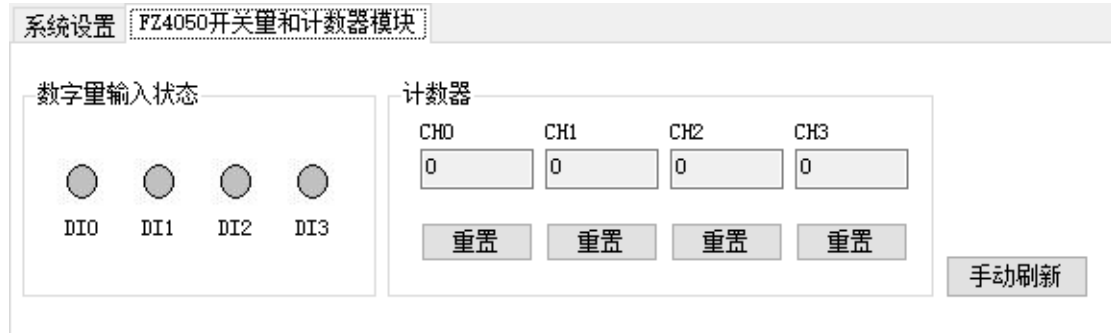 系统设置 FZ4050开关量和计数器模块
数字量输入状态
DI0 DI1 DI2 DI3
计数器
CH0 CH1 CH2 CH3
0 0 0 0
重置 重置 重置 重置
手动刷新